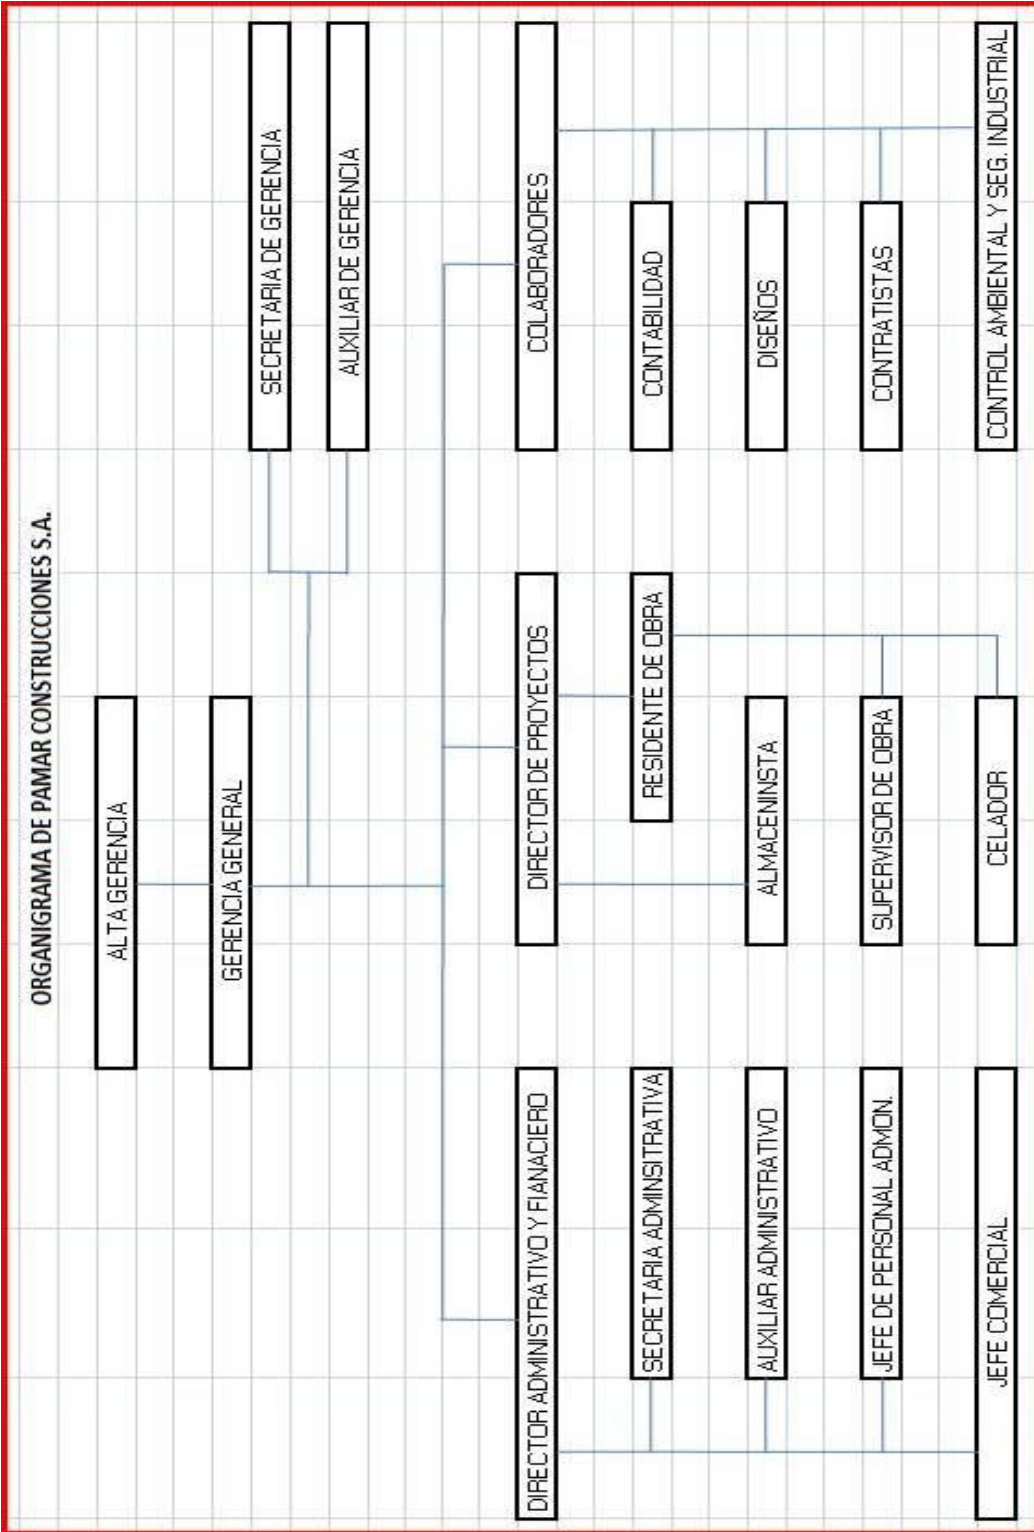 ORGANIGRAMA DE PAMAR CONSTRUCCIONES S.A.
ALTA GERENCIA
GERENCIA GENERAL
SECRETARIA DE GERENCIA
AUXILIAR DE GERENCIA
DIRECTOR ADMINISTRATIVO Y FIANACIERO
DIRECTOR DE PROYECTOS
COLABORADORES
SECRETARIA ADMINSITRATIVA
RESIDENTE DE OBRA
CONTABILIDAD
AUXILIAR ADMINISTRATIVO
ALMACENINSTA
DISEÑOS
JEFE DE PERSONAL ADMON.
SUPERVISOR DE OBRA
CONTRATISTAS
JEFE COMERCIAL
CELADOR
CONTROL AMBIENTAL Y SEG. INDUSTRIAL